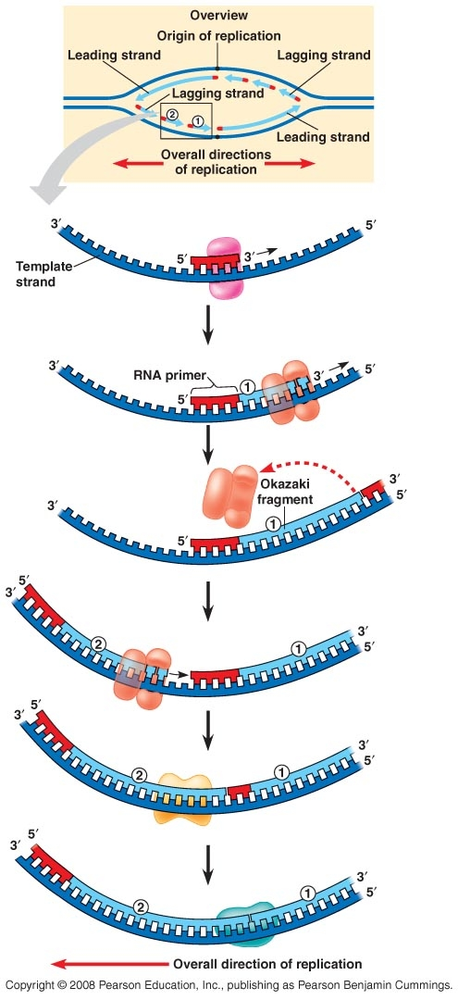 Overview
Origin of replication
Leading strand
Lagging strand
Lagging strand
2
1
Leading strand
Overall directions
of replication
3′
5′
5′
3′
Template
strand
3′
RNA primer
1
3′
5′
5′
Okazaki
fragment
3′
5′
3′
1
5′
5′
3′
2
1
3′
5′
5′
3′
2
1
3′
5′
5′
3′
2
1
3′
5′
Overall direction of replication
Copyright © 2008 Pearson Education, Inc., publishing as Pearson Benjamin Cummings.